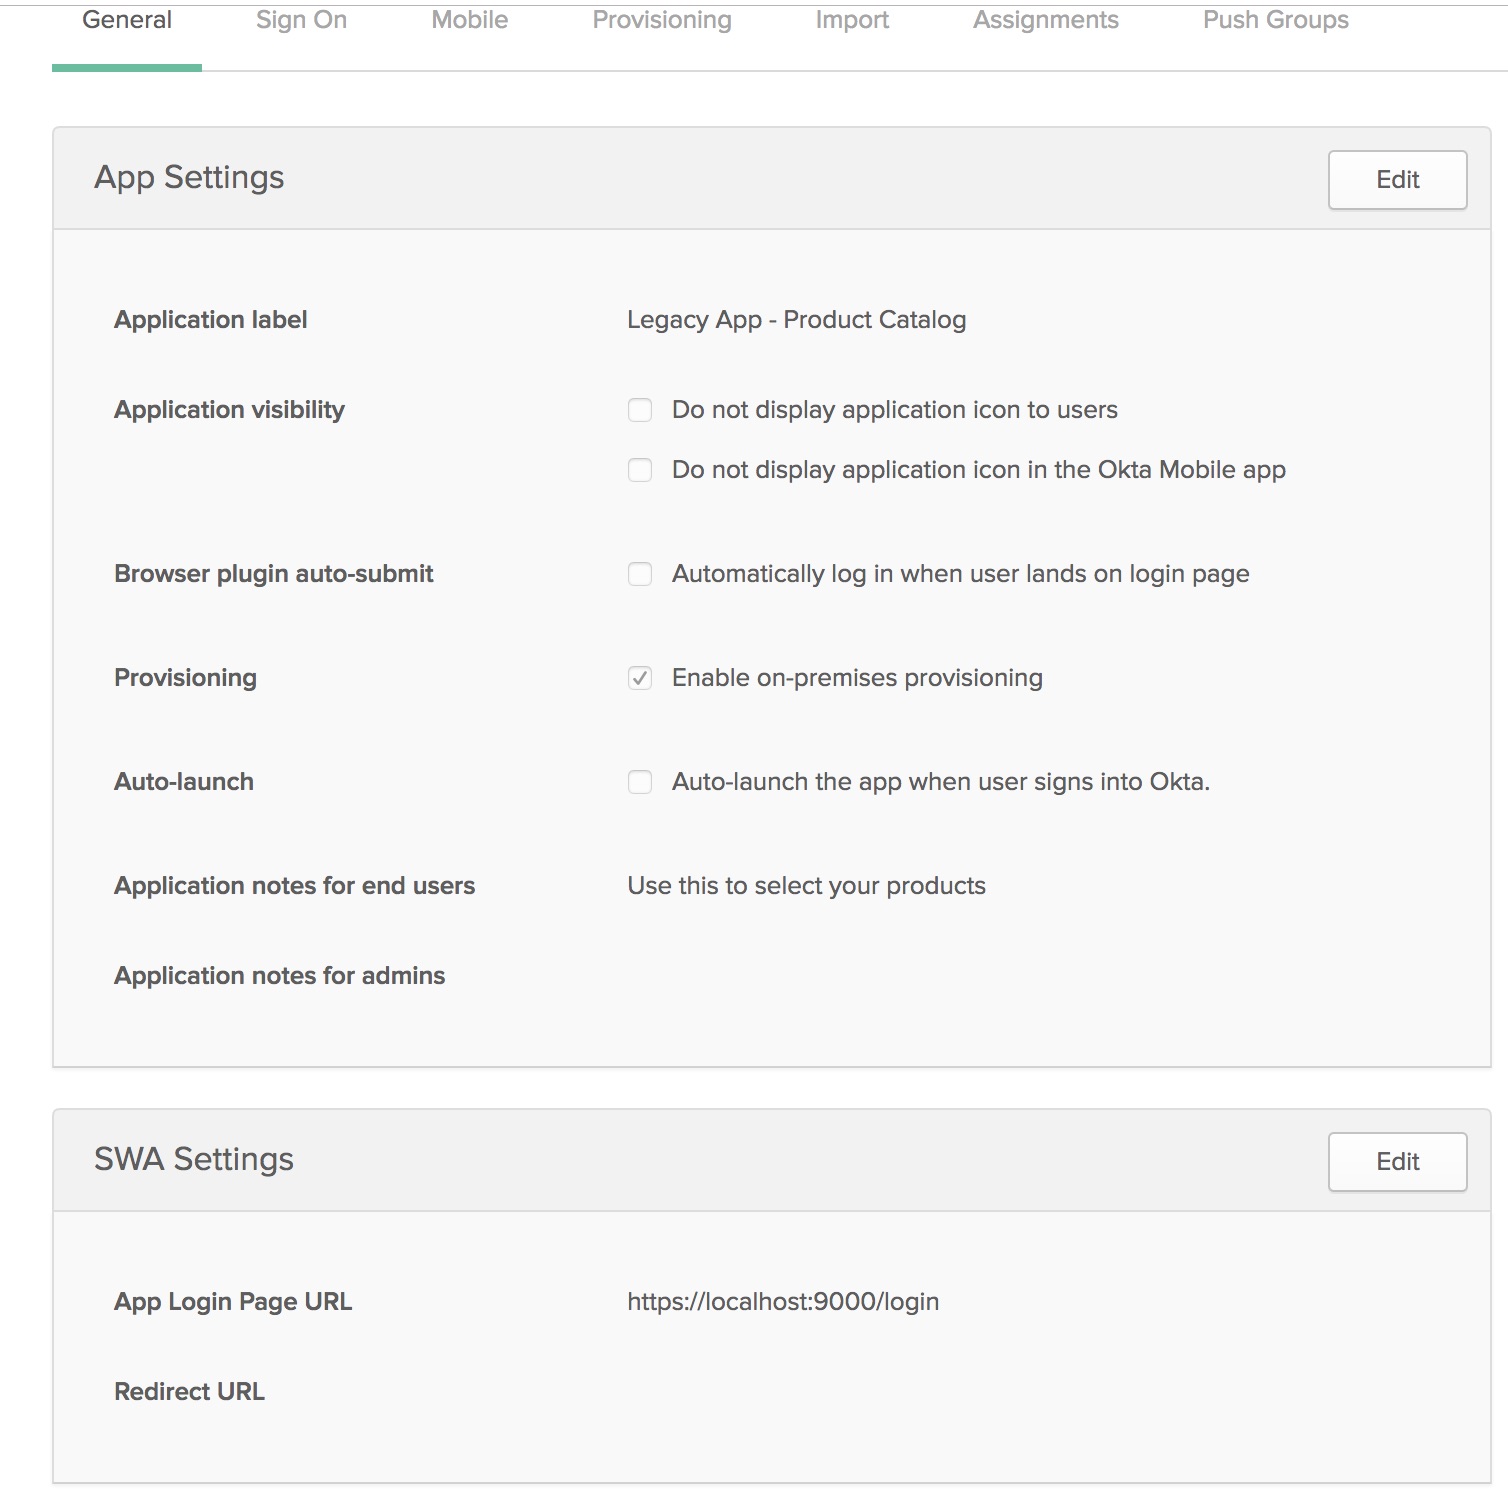 General Sign On Mobile Provisioning Import Assignments Push Groups
App Settings Edit
Application label Legacy App - Product Catalog
Application visibility Do not display application icon to users
Do not display application icon in the Okta Mobile app
Browser plugin auto-submit Automatically log in when user lands on login page
Provisioning Enable on-premises provisioning
Auto-launch Auto-launch the app when user signs into Okta.
Application notes for end users Use this to select your products
Application notes for admins
SWA Settings Edit
App Login Page URL https://localhost:9000/login
Redirect URL